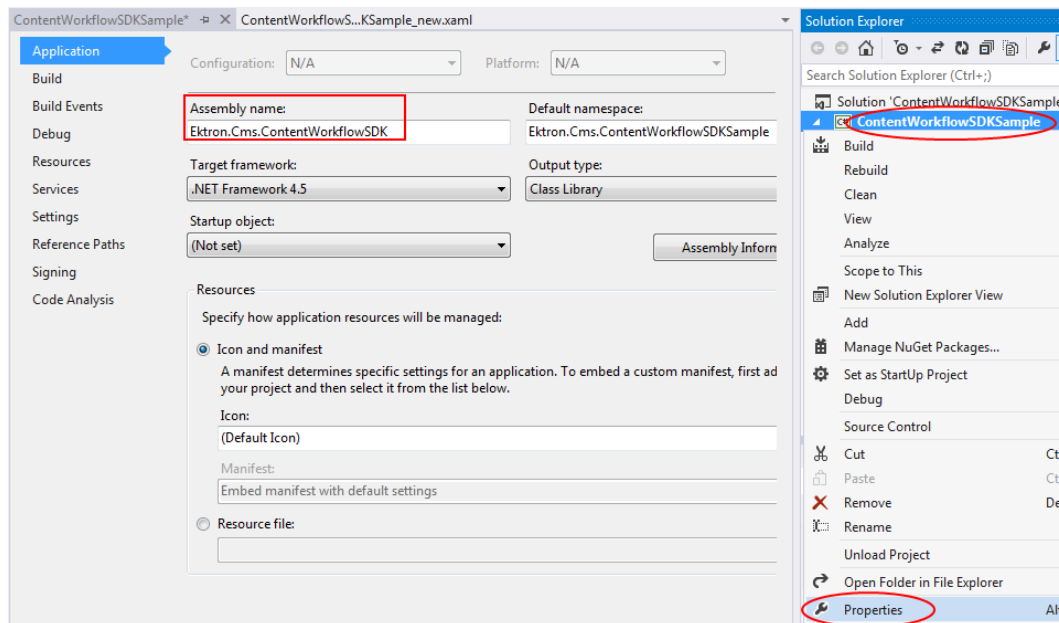 ContentWorkflowSDKSample*
ContentWorkflowS...KSample_new.xaml
Application
Build
Build Events
Debug
Resources
Services
Settings
Reference Paths
Signing
Code Analysis
Configuration: N/A
Platform: N/A
Assembly name:
Ektron.Cms.ContentWorkflowSDK
Default namespace:
Ektron.Cms.ContentWorkflowSDKSample
Target framework:
.NET Framework 4.5
Output type:
Class Library
Startup object:
(Not set)
Assembly Inform
Resources
Specify how application resources will be managed:
Icon and manifest
A manifest determines specific settings for an application. To embed a custom manifest, first ad
your project and then select it from the list below.
Icon:
(Default Icon)
Manifest:
Embed manifest with default settings
Resource file:
Solution Explorer
Search Solution Explorer (Ctrl+;)
Solution 'ContentWorkflowSDKSample
C# ContentWorkflowSDKSample
Build
Rebuild
Clean
View
Analyze
Scope to This
New Solution Explorer View
Add
Manage NuGet Packages...
Set as StartUp Project
Debug
Source Control
Cut Ct
Paste Ct
Remove De
Rename
Unload Project
Open Folder in File Explorer
Properties Alt